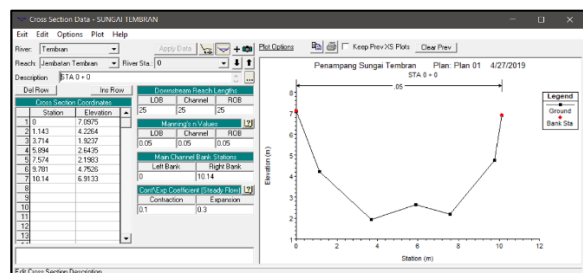 Cross Section Data - SUNGAI TEMBRAN
Exit Edit Options Plot Help
River: Tembran Apply Data
Reach: Jembatan Tembran River Sta.: 0
Description STA 0+0
Del Row Ins Row
Cross Section Coordinates
Station Elevation
1 0 7.0975
2 1.143 4.2264
3 3.714 1.9237
4 5.894 2.6435
5 7.574 2.1983
6 9.781 4.7526
7 10.14 6.9133
8
9
10
11
12
13
Downstream Reach Lengths
LOB Channel ROB
25 25 25
Manning's n Values
LOB Channel ROB
0.05 0.05 0.05
Main Channel Bank Stations
Left Bank Right Bank
0 10.14
Cont\Exp Coefficient (Steady Flow)
Contraction Expansion
0.1 0.3
Edit Cross Section Description
Plot Options Keep Prev XS Plots Clear Prev
Penampang Sungai Tembran Plan: Plan 01 4/27/2019
STA 0 + 0
.05
Legend
Ground
Bank Sta
Elevation (m)
8
7
6
5
4
3
2
1
0 2 4 6 8 10 12
Station (m)